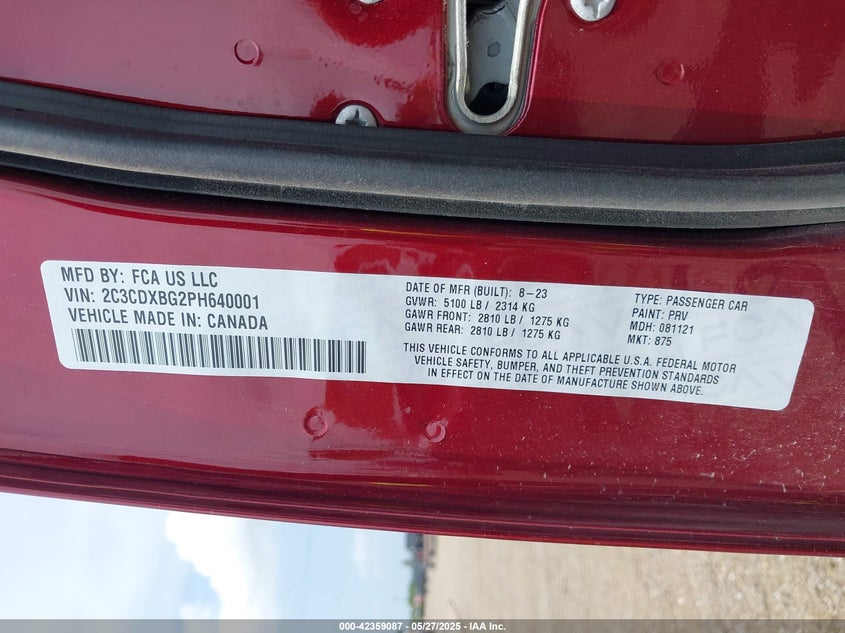 MFD BY: FCA US LLC
VIN: 2C3CDXBG2PH640001
VEHICLE MADE IN: CANADA
DATE OF MFR (BUILT): 8-23
GVWR: 5100 LB / 2314 KG
GAWR FRONT: 2810 LB / 1275 KG
GAWR REAR: 2810 LB / 1275 KG
TYPE: PASSENGER CAR
PAINT: PRV
MDH: 081121
MKT: 875
THIS VEHICLE CONFORMS TO ALL APPLICABLE U.S.A. FEDERAL MOTOR
VEHICLE SAFETY, BUMPER, AND THEFT PREVENTION STANDARDS
IN EFFECT ON THE DATE OF MANUFACTURE SHOWN ABOVE.
000-42359087 - 05/27/2025 - IAA Inc.